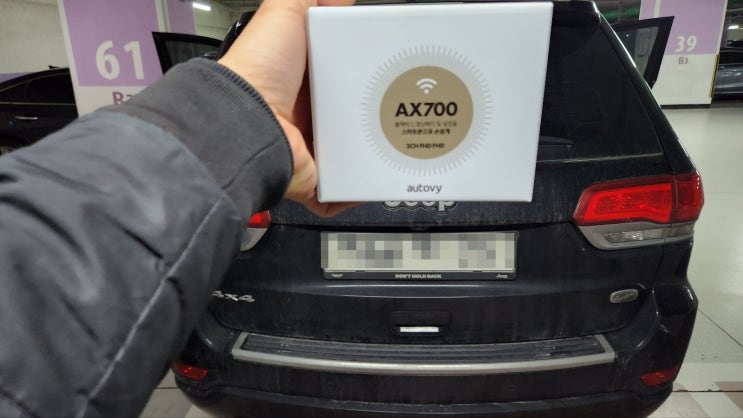 61
B3
39
B3
AX700
블랙박스 영상확인 및 설정을
스마트폰으로 손쉽게
2CH FHD FHD
autovy
Jeep
DON'T HOLD BACK
Jeep
4x4